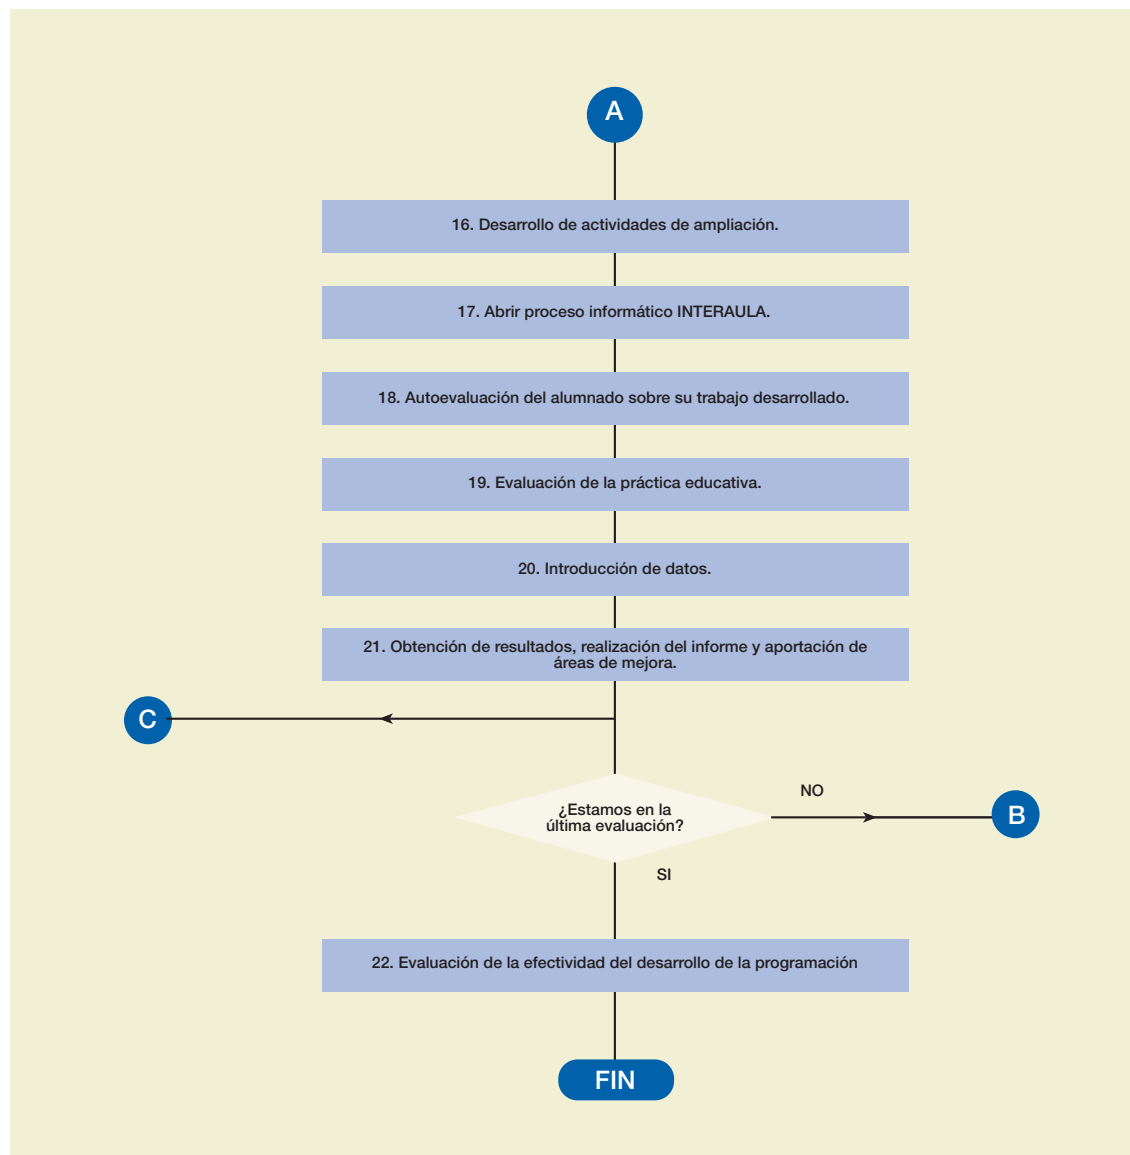 A
16. Desarrollo de actividades de ampliación.
17. Abrir proceso informático INTERAULA.
18. Autoevaluación del alumnado sobre su trabajo desarrollado.
19. Evaluación de la práctica educativa.
20. Introducción de datos.
21. Obtención de resultados, realización del informe y aportación de
áreas de mejora.
C
¿Estamos en la
última evaluación?
NO
B
SI
22. Evaluación de la efectividad del desarrollo de la programación
FIN